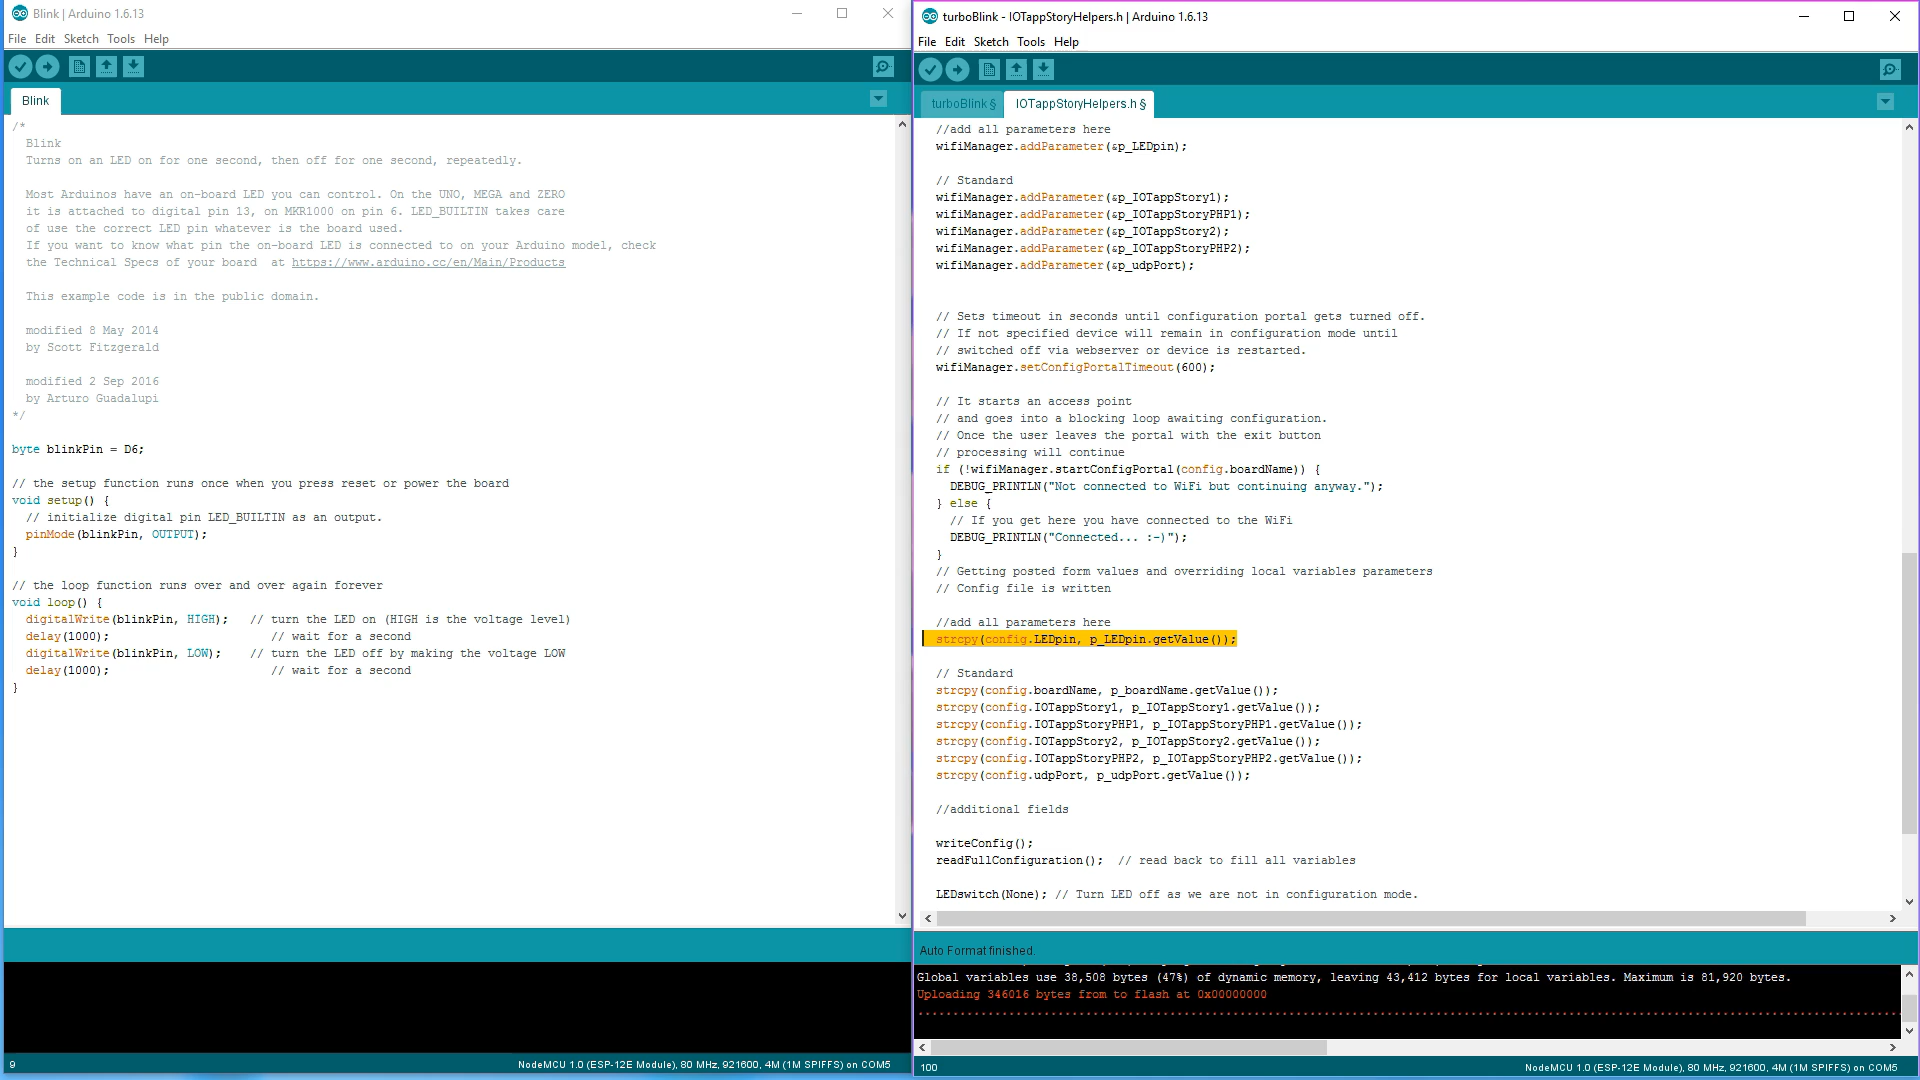 Blink | Arduino 1.6.13
File Edit Sketch Tools Help
Blink
/*
  Blink
  Turns on an LED on for one second, then off for one second, repeatedly.

  Most Arduinos have an on-board LED you can control. On the UNO, MEGA and ZERO
  it is attached to digital pin 13, on MKR1000 on pin 6. LED_BUILTIN takes care
  of use the correct LED pin whatever is the board used.
  If you want to know what pin the on-board LED is connected to on your Arduino model, check
  the Technical Specs of your board  at https://www.arduino.cc/en/Main/Products

  This example code is in the public domain.

  modified 8 May 2014
  by Scott Fitzgerald

  modified 2 Sep 2016
  by Arturo Guadalupi
*/

byte blinkPin = D6;

// the setup function runs once when you press reset or power the board
void setup() {
  // initialize digital pin LED_BUILTIN as an output.
  pinMode(blinkPin, OUTPUT);
}

// the loop function runs over and over again forever
void loop() {
  digitalWrite(blinkPin, HIGH);   // turn the LED on (HIGH is the voltage level)
  delay(1000);                       // wait for a second
  digitalWrite(blinkPin, LOW);    // turn the LED off by making the voltage LOW
  delay(1000);                       // wait for a second
}
9
NodeMCU 1.0 (ESP-12E Module), 80 MHz, 921600, 4M (1M SPIFFS) on COM5
turboBlink - IOTappStoryHelpers.h | Arduino 1.6.13
File Edit Sketch Tools Help
turboBlink § IOTappStoryHelpers.h §
  //add all parameters here
  wifiManager.addParameter(&p_LEDpin);

  // Standard
  wifiManager.addParameter(&p_IOTappStory1);
  wifiManager.addParameter(&p_IOTappStoryPHP1);
  wifiManager.addParameter(&p_IOTappStory2);
  wifiManager.addParameter(&p_IOTappStoryPHP2);
  wifiManager.addParameter(&p_udpPort);

  // Sets timeout in seconds until configuration portal gets turned off.
  // If not specified device will remain in configuration mode until
  // switched off via webserver or device is restarted.
  wifiManager.setConfigPortalTimeout(600);

  // It starts an access point
  // and goes into a blocking loop awaiting configuration.
  // Once the user leaves the portal with the exit button
  // processing will continue
  if (!wifiManager.startConfigPortal(config.boardName)) {
    DEBUG_PRINTLN("Not connected to WiFi but continuing anyway.");
  } else {
    // If you get here you have connected to the WiFi
    DEBUG_PRINTLN("Connected... :-)");
  }
  // Getting posted form values and overriding local variables parameters
  // Config file is written

  //add all parameters here
  strcpy(config.LEDpin, p_LEDpin.getValue());

  // Standard
  strcpy(config.boardName, p_boardName.getValue());
  strcpy(config.IOTappStory1, p_IOTappStory1.getValue());
  strcpy(config.IOTappStoryPHP1, p_IOTappStoryPHP1.getValue());
  strcpy(config.IOTappStory2, p_IOTappStory2.getValue());
  strcpy(config.IOTappStoryPHP2, p_IOTappStoryPHP2.getValue());
  strcpy(config.udpPort, p_udpPort.getValue());

  //additional fields

  writeConfig();
  readFullConfiguration();  // read back to fill all variables

  LEDswitch(None); // Turn LED off as we are not in configuration mode.
Auto Format finished.
Global variables use 38,508 bytes (47%) of dynamic memory, leaving 43,412 bytes for local variables. Maximum is 81,920 bytes.
Uploading 346016 bytes from to flash at 0x00000000
100
NodeMCU 1.0 (ESP-12E Module), 80 MHz, 921600, 4M (1M SPIFFS) on COM5